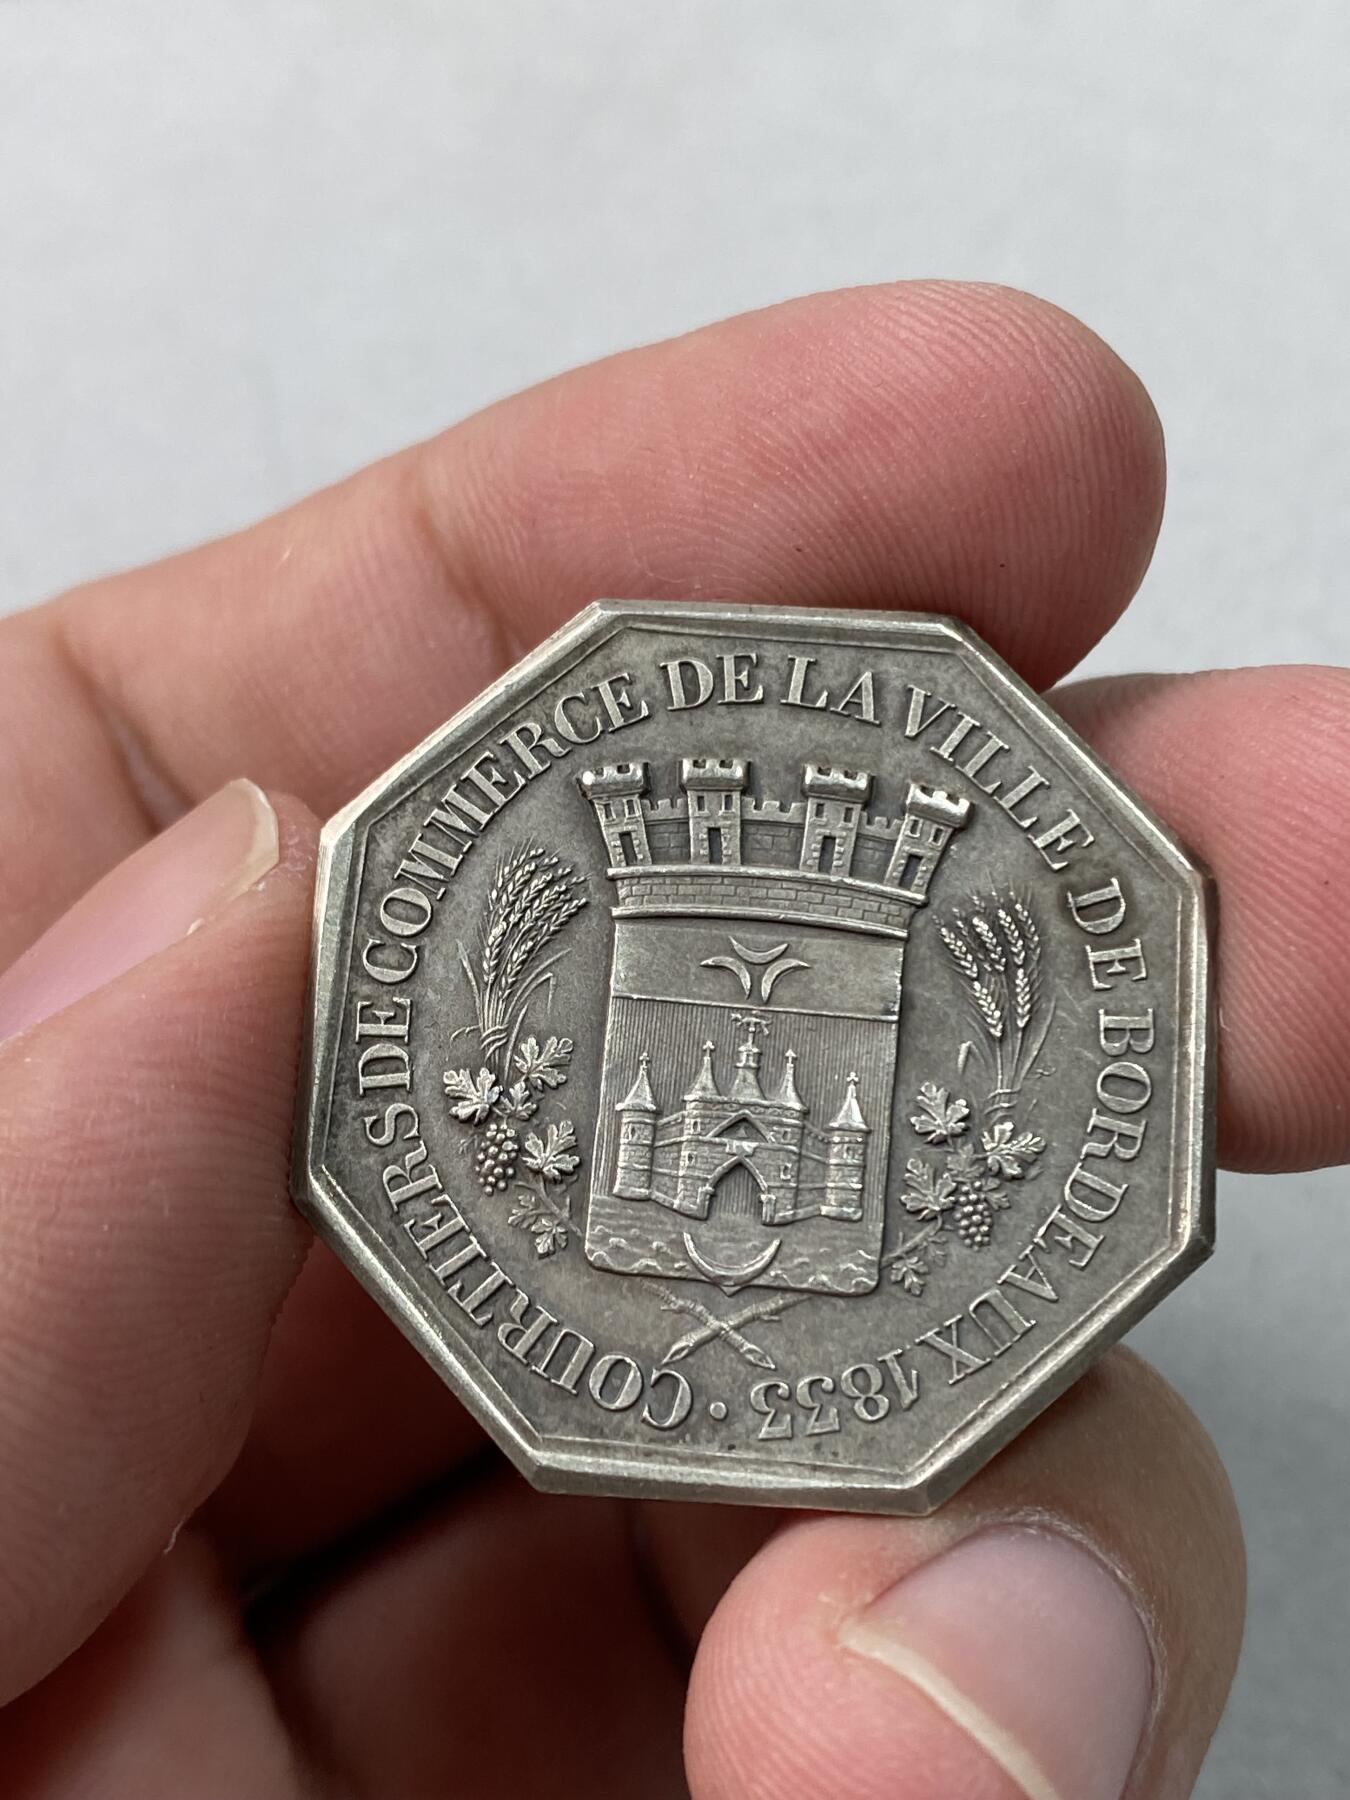 COURTIERS DE COMMERCE DE LA VILLE DE BORDEAUX 1833 ·